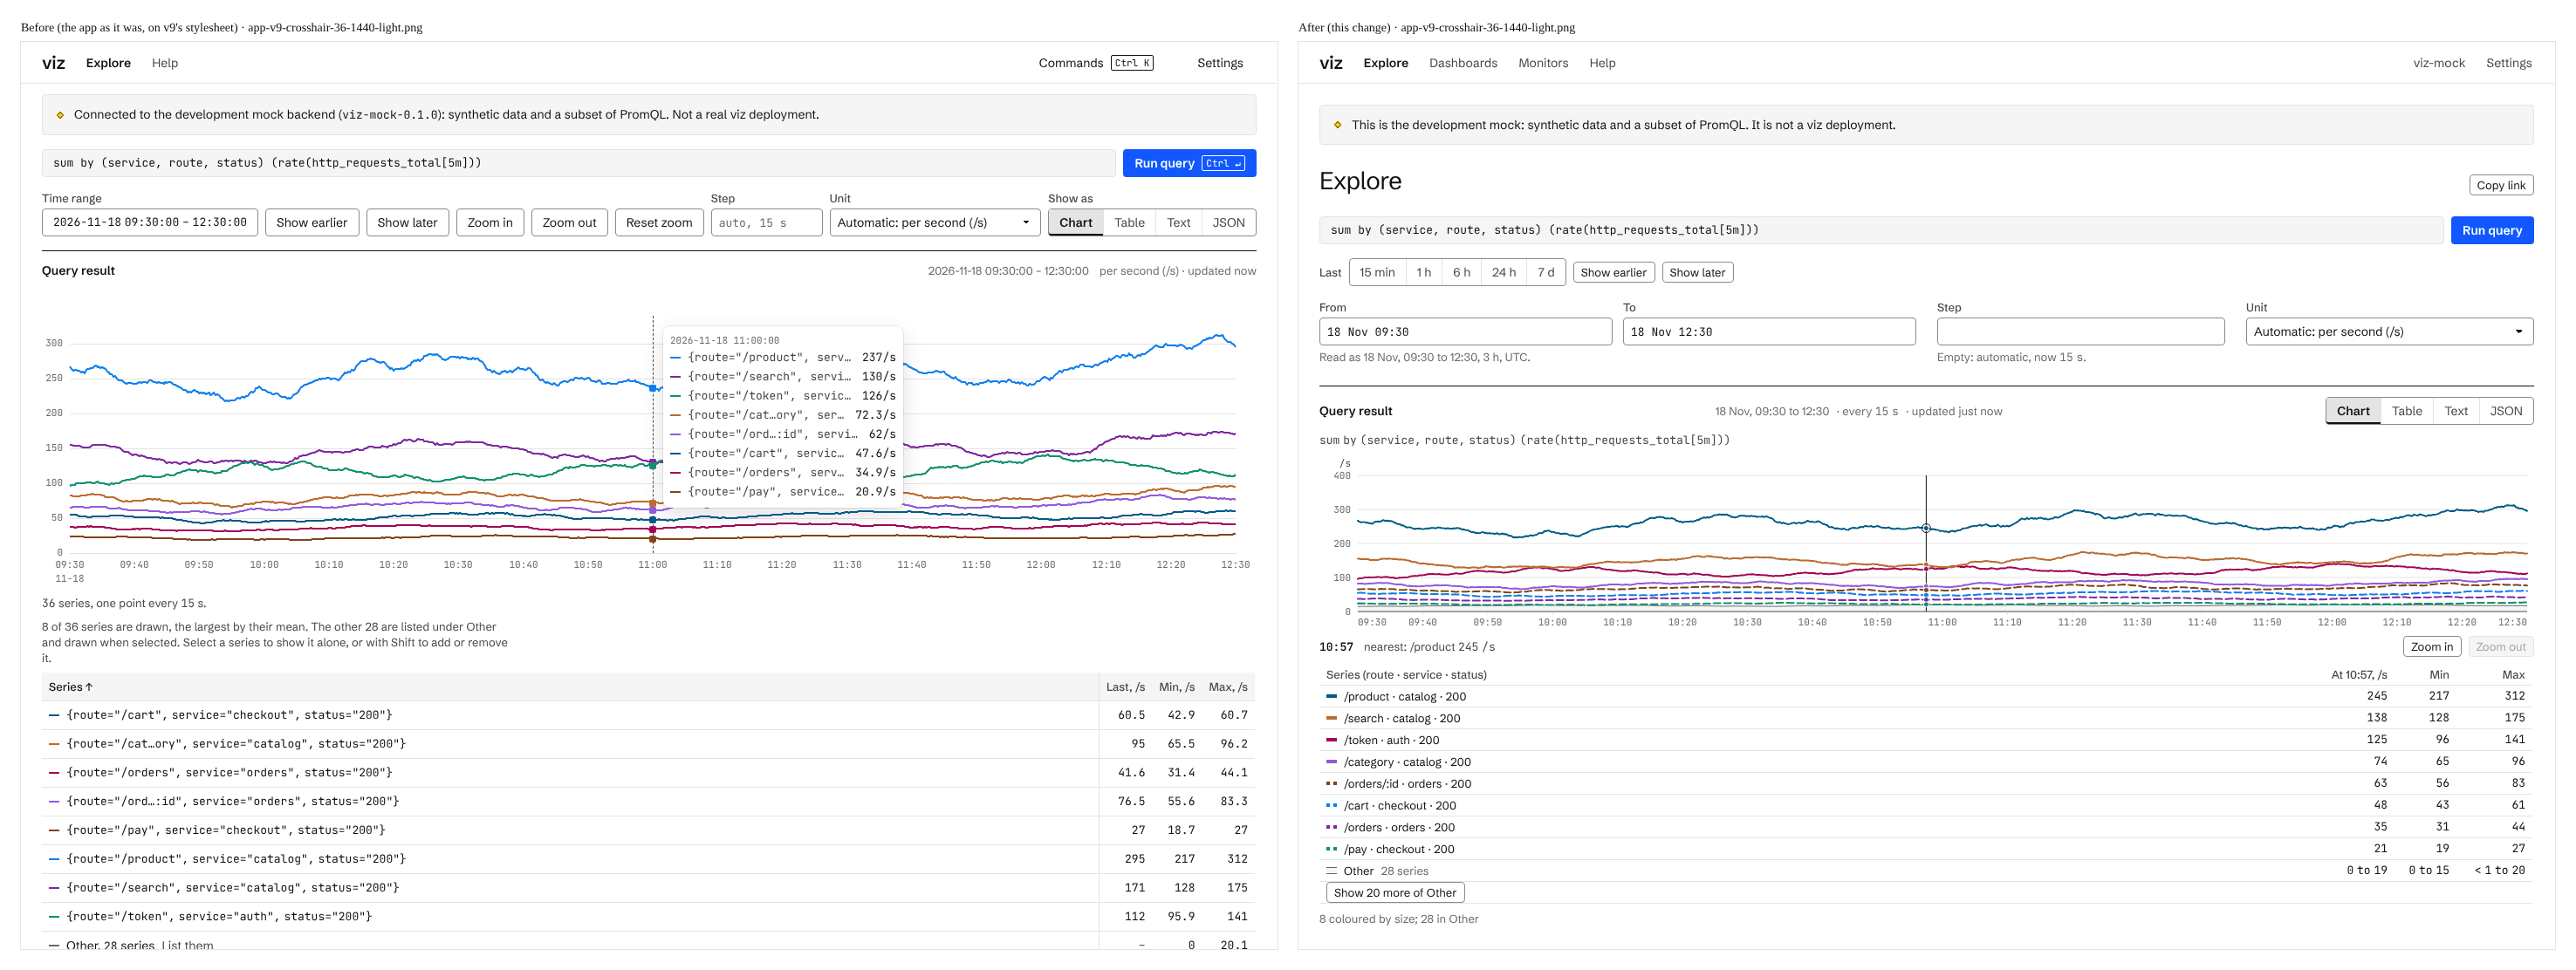 Before (the app as it was, on v9's stylesheet) · app-v9-crosshair-36-1440-light.png
viz Explore Help Commands Ctrl K Settings
Connected to the development mock backend (viz-mock-0.1.0): synthetic data and a subset of PromQL. Not a real viz deployment.
sum by (service, route, status) (rate(http_requests_total[5m])) Run query Ctrl ↵
Time range Step Unit Show as
2026-11-18 09:30:00 – 12:30:00 Show earlier Show later Zoom in Zoom out Reset zoom auto, 15 s Automatic: per second (/s) Chart Table Text JSON
Query result 2026-11-18 09:30:00 – 12:30:00 per second (/s) · updated now
2026-11-18 11:00:00
{route="/product", serv… 237/s
{route="/search", servi… 130/s
{route="/token", servic… 126/s
{route="/cat…ory", ser… 72.3/s
{route="/ord…:id", servi… 62/s
{route="/cart", servic… 47.6/s
{route="/orders", serv… 34.9/s
{route="/pay", service… 20.9/s
300
250
200
150
100
50
0
09:30 09:40 09:50 10:00 10:10 10:20 10:30 10:40 10:50 11:00 11:10 11:20 11:30 11:40 11:50 12:00 12:10 12:20 12:30
11-18
36 series, one point every 15 s.
8 of 36 series are drawn, the largest by their mean. The other 28 are listed under Other
and drawn when selected. Select a series to show it alone, or with Shift to add or remove
it.
Series ↑ Last, /s Min, /s Max, /s
{route="/cart", service="checkout", status="200"} 60.5 42.9 60.7
{route="/cat…ory", service="catalog", status="200"} 95 65.5 96.2
{route="/orders", service="orders", status="200"} 41.6 31.4 44.1
{route="/ord…:id", service="orders", status="200"} 76.5 55.6 83.3
{route="/pay", service="checkout", status="200"} 27 18.7 27
{route="/product", service="catalog", status="200"} 295 217 312
{route="/search", service="catalog", status="200"} 171 128 175
{route="/token", service="auth", status="200"} 112 95.9 141
Other, 28 series List them – 0 20.1
After (this change) · app-v9-crosshair-36-1440-light.png
viz Explore Dashboards Monitors Help viz-mock Settings
This is the development mock: synthetic data and a subset of PromQL. It is not a viz deployment.
Explore Copy link
sum by (service, route, status) (rate(http_requests_total[5m])) Run query
Last 15 min 1 h 6 h 24 h 7 d Show earlier Show later
From To Step Unit
18 Nov 09:30 18 Nov 12:30 Automatic: per second (/s)
Read as 18 Nov, 09:30 to 12:30, 3 h, UTC. Empty: automatic, now 15 s.
Query result 18 Nov, 09:30 to 12:30 · every 15 s · updated just now Chart Table Text JSON
sum by (service, route, status) (rate(http_requests_total[5m]))
/s
400
300
200
100
0
09:30 09:40 09:50 10:00 10:10 10:20 10:30 10:40 10:50 11:00 11:10 11:20 11:30 11:40 11:50 12:00 12:10 12:20 12:30
10:57 nearest: /product 245 /s Zoom in Zoom out
Series (route · service · status) At 10:57, /s Min Max
/product · catalog · 200 245 217 312
/search · catalog · 200 138 128 175
/token · auth · 200 125 96 141
/category · catalog · 200 74 65 96
/orders/:id · orders · 200 63 56 83
/cart · checkout · 200 48 43 61
/orders · orders · 200 35 31 44
/pay · checkout · 200 21 19 27
Other 28 series 0 to 19 0 to 15 < 1 to 20
Show 20 more of Other
8 coloured by size; 28 in Other